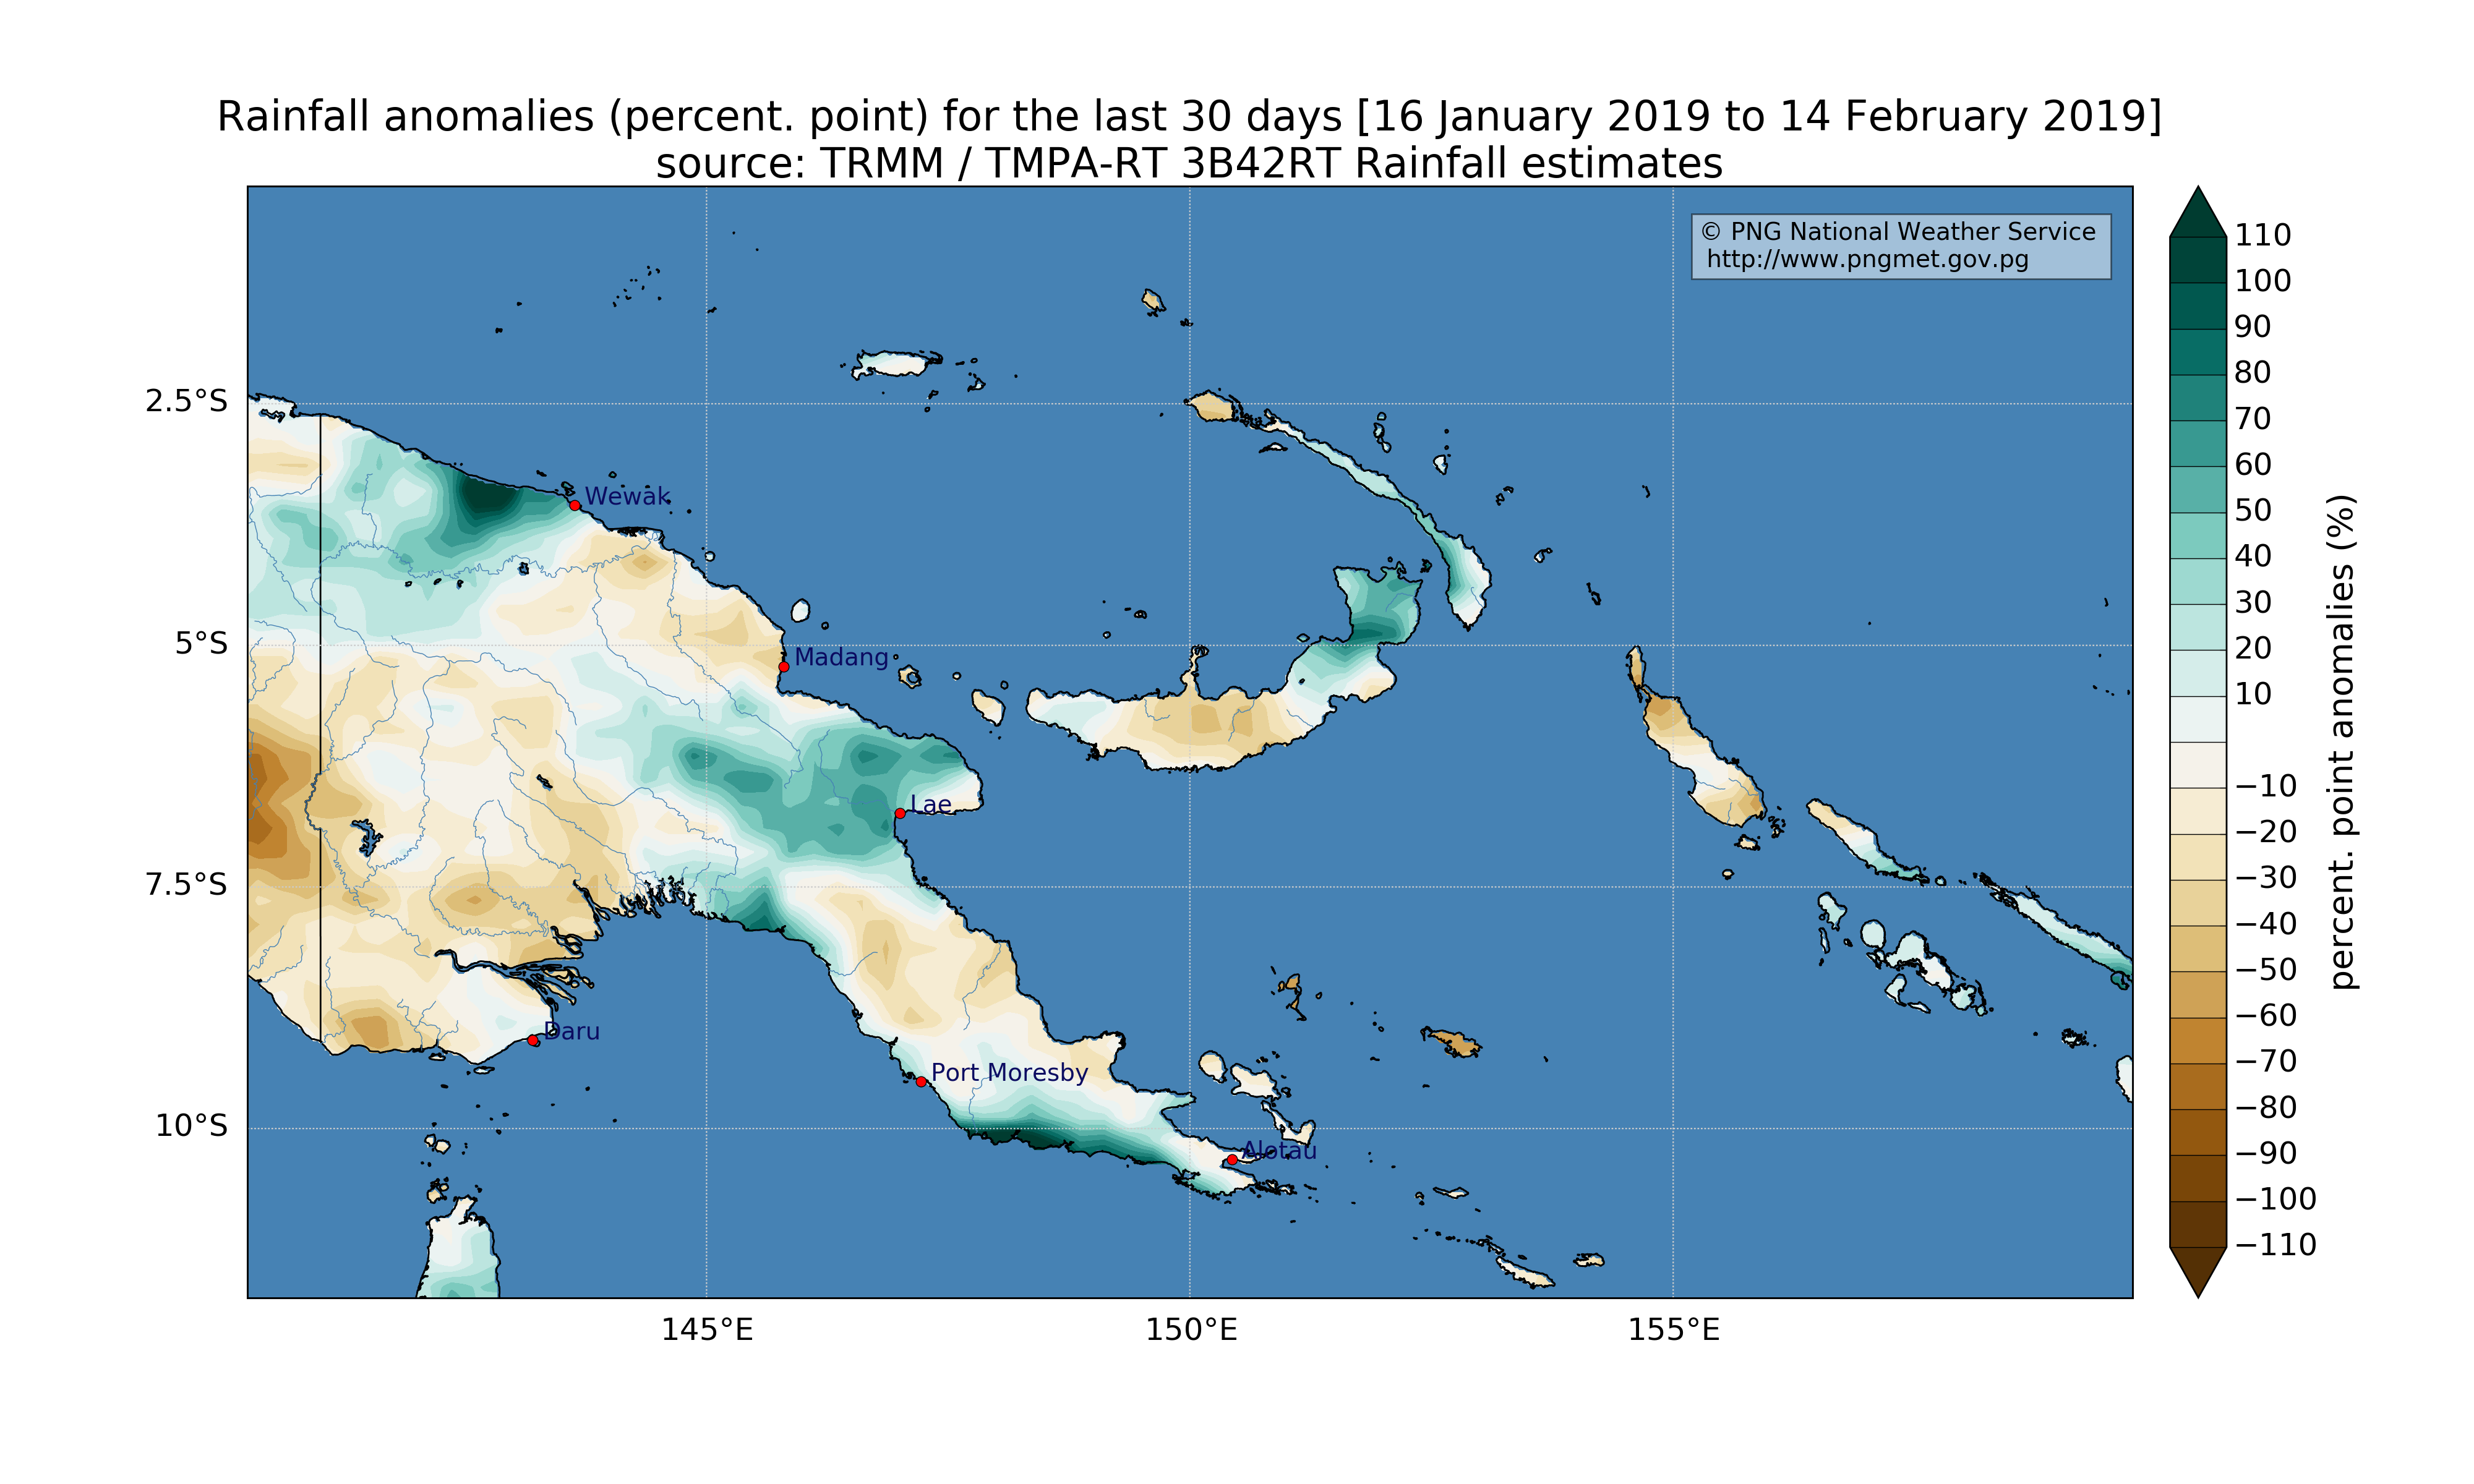 Rainfall anomalies (percent. point) for the last 30 days [16 January 2019 to 14 February 2019]
source: TRMM / TMPA-RT 3B42RT Rainfall estimates
© PNG National Weather Service
http://www.pngmet.gov.pg
2.5°S
5°S
7.5°S
10°S
Wewak
Madang
Lae
Daru
Port Moresby
Alotau
145°E
150°E
155°E
110
100
90
80
70
60
50
40
30
20
10
−10
−20
−30
−40
−50
−60
−70
−80
−90
−100
−110
percent. point anomalies (%)